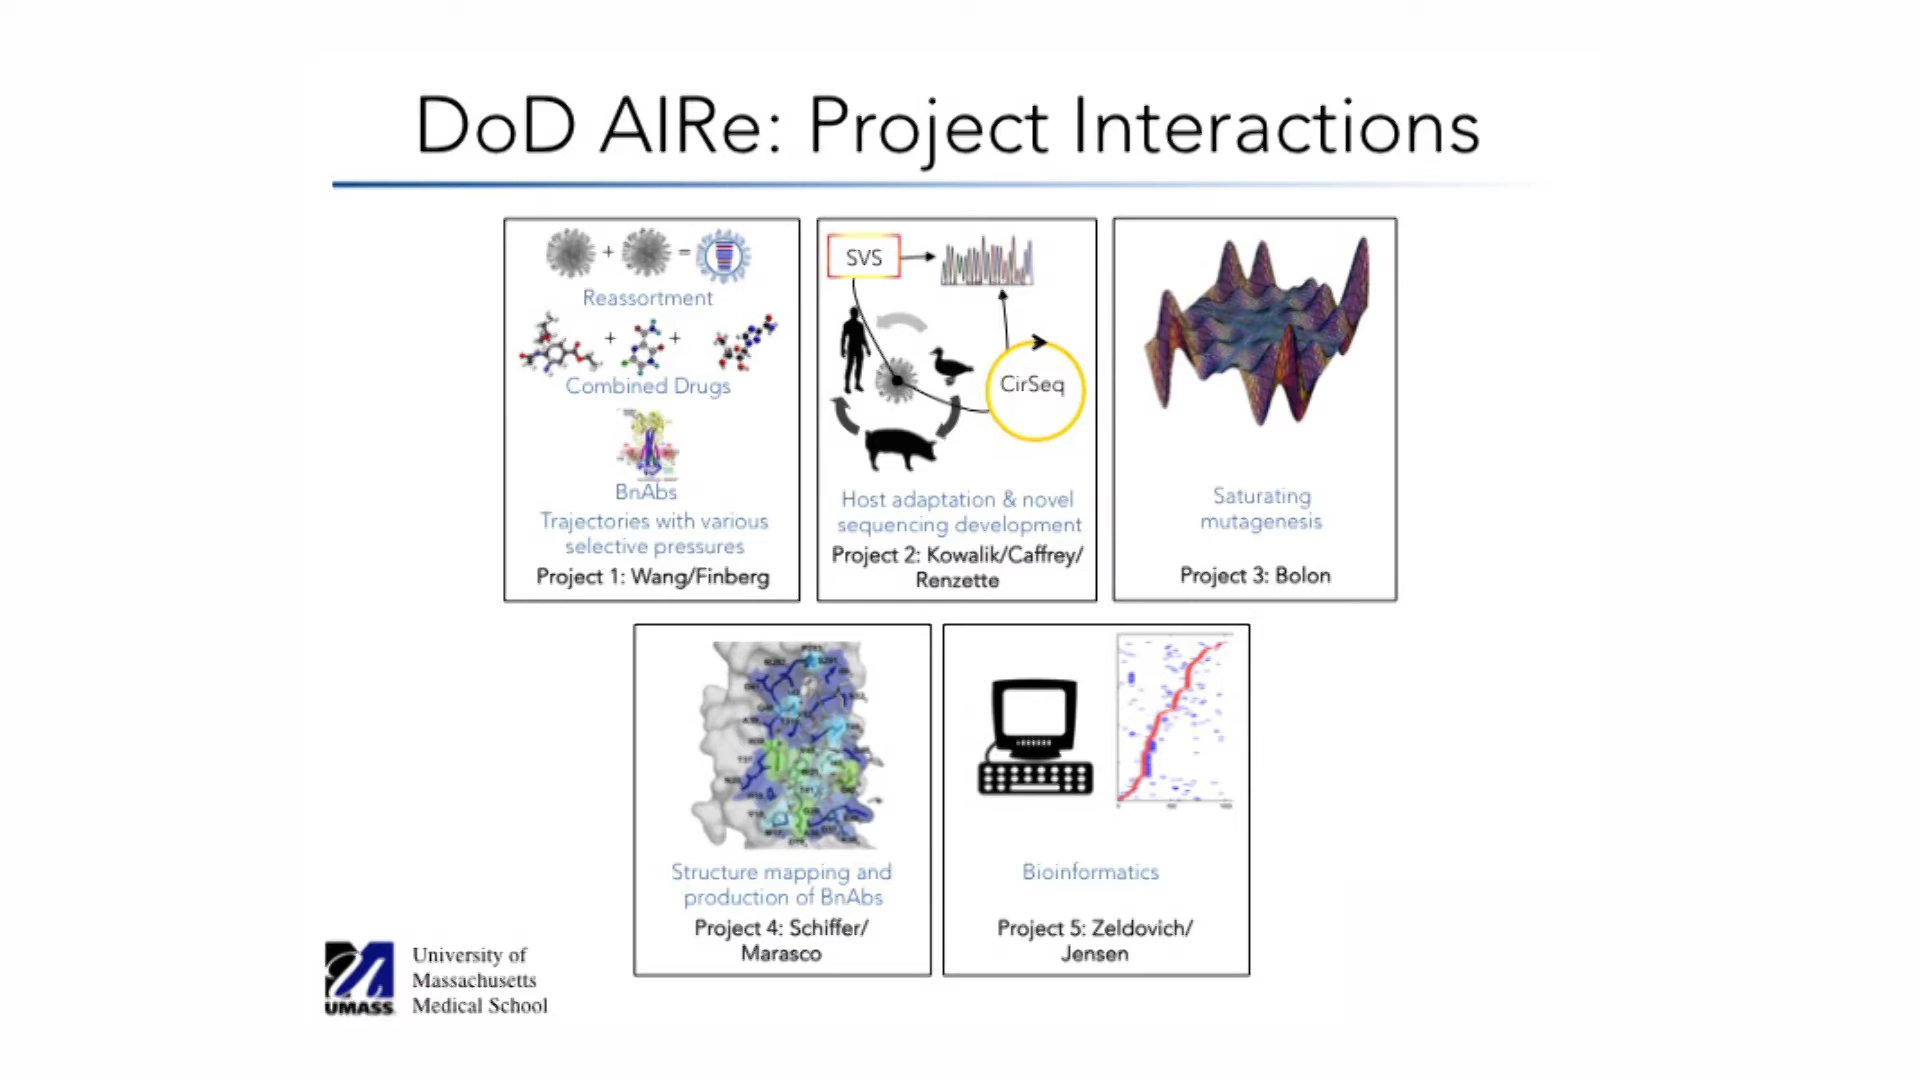 DoD AIRe: Project Interactions
+ =
Reassortment
+ +
Combined Drugs
BnAbs
Trajectories with various
selective pressures
Project 1: Wang/Finberg
SVS
CirSeq
Host adaptation & novel
sequencing development
Project 2: Kowalik/Caffrey/
Renzette
Saturating
mutagenesis
Project 3: Bolon
Structure mapping and
production of BnAbs
Project 4: Schiffer/
Marasco
Bioinformatics
Project 5: Zeldovich/
Jensen
UMASS
University of
Massachusetts
Medical School